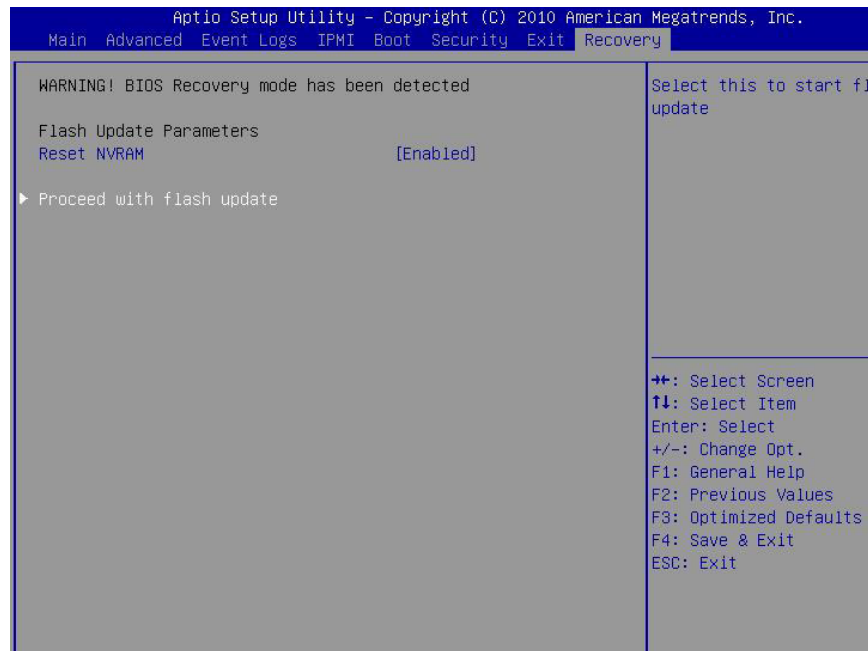 Aptio Setup Utility – Copyright (C) 2010 American Megatrends, Inc.
Main Advanced Event Logs IPMI Boot Security Exit Recovery
WARNING! BIOS Recovery mode has been detected
Flash Update Parameters
Reset NVRAM [Enabled]
Proceed with flash update
Select this to start fl
update
→←: Select Screen
↑↓: Select Item
Enter: Select
+/-: Change Opt.
F1: General Help
F2: Previous Values
F3: Optimized Defaults
F4: Save & Exit
ESC: Exit